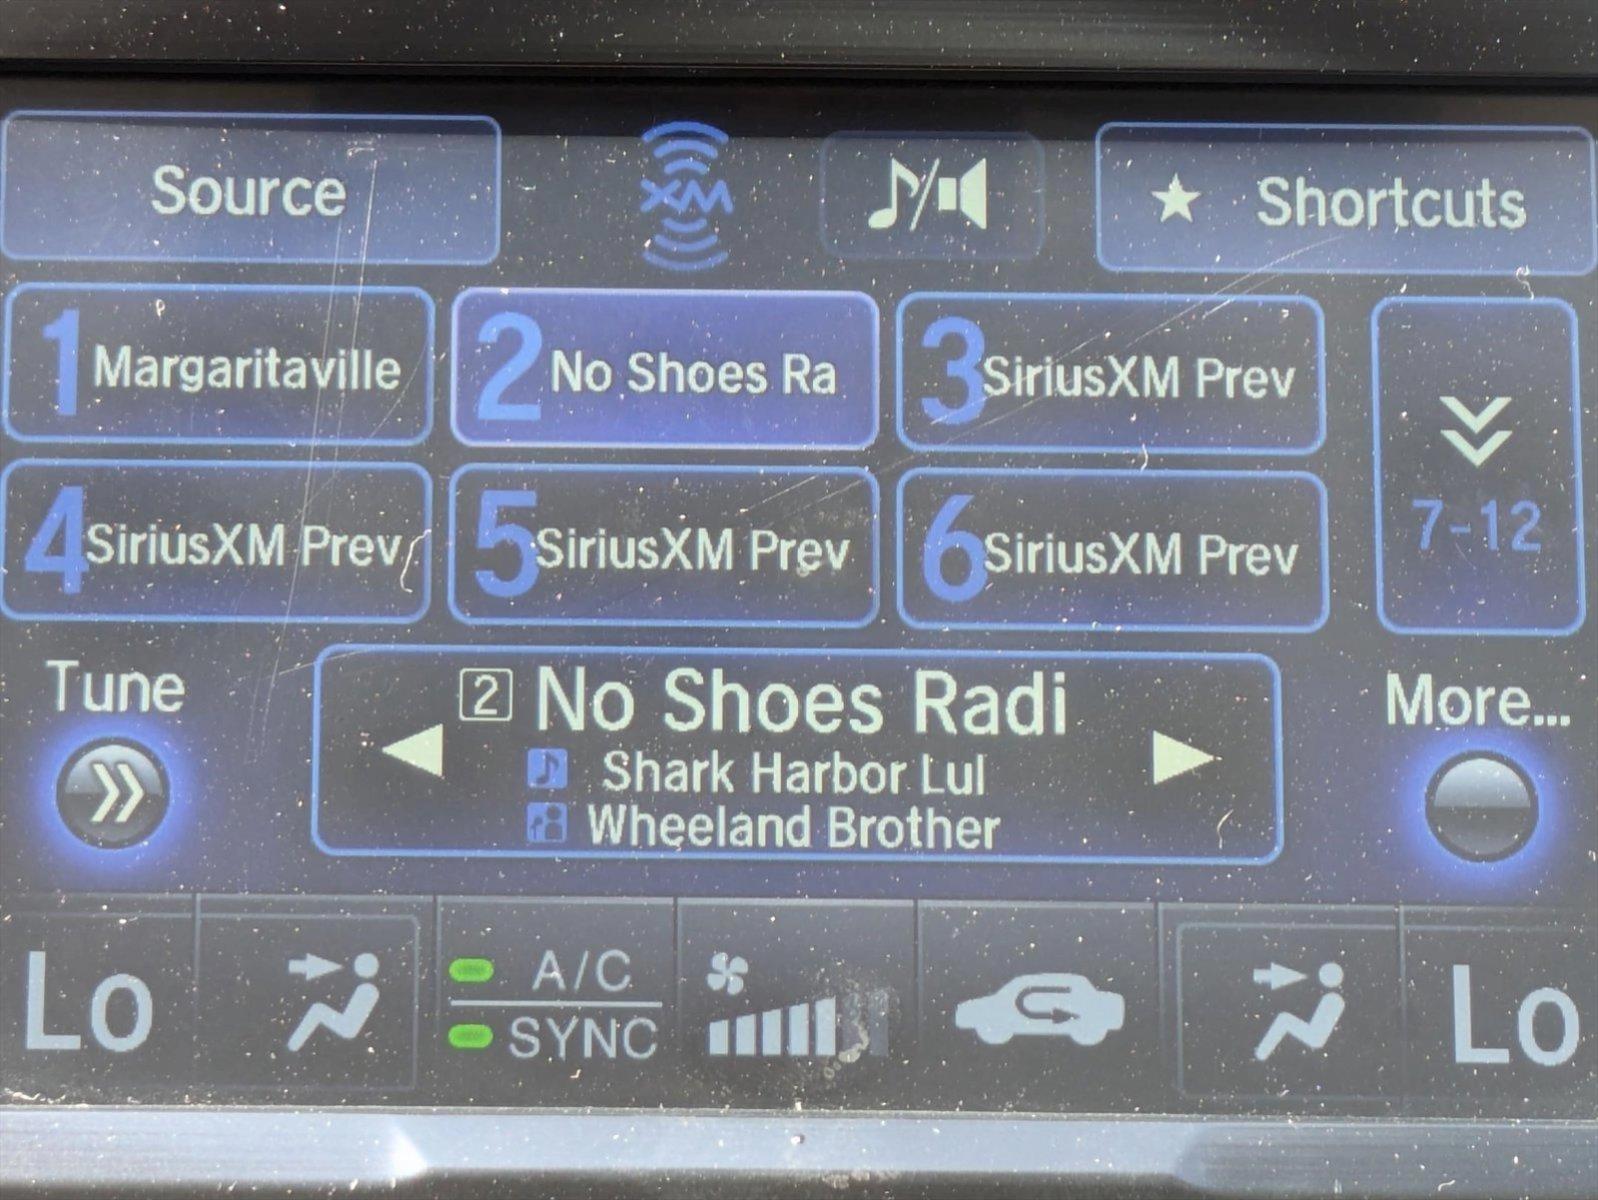 Source
XM
Shortcuts
1 Margaritaville
2 No Shoes Ra
3 SiriusXM Prev
4 SiriusXM Prev
5 SiriusXM Prev
6 SiriusXM Prev
7-12
Tune
2 No Shoes Radi
Shark Harbor Lul
Wheeland Brother
More...
Lo
A/C
SYNC
Lo